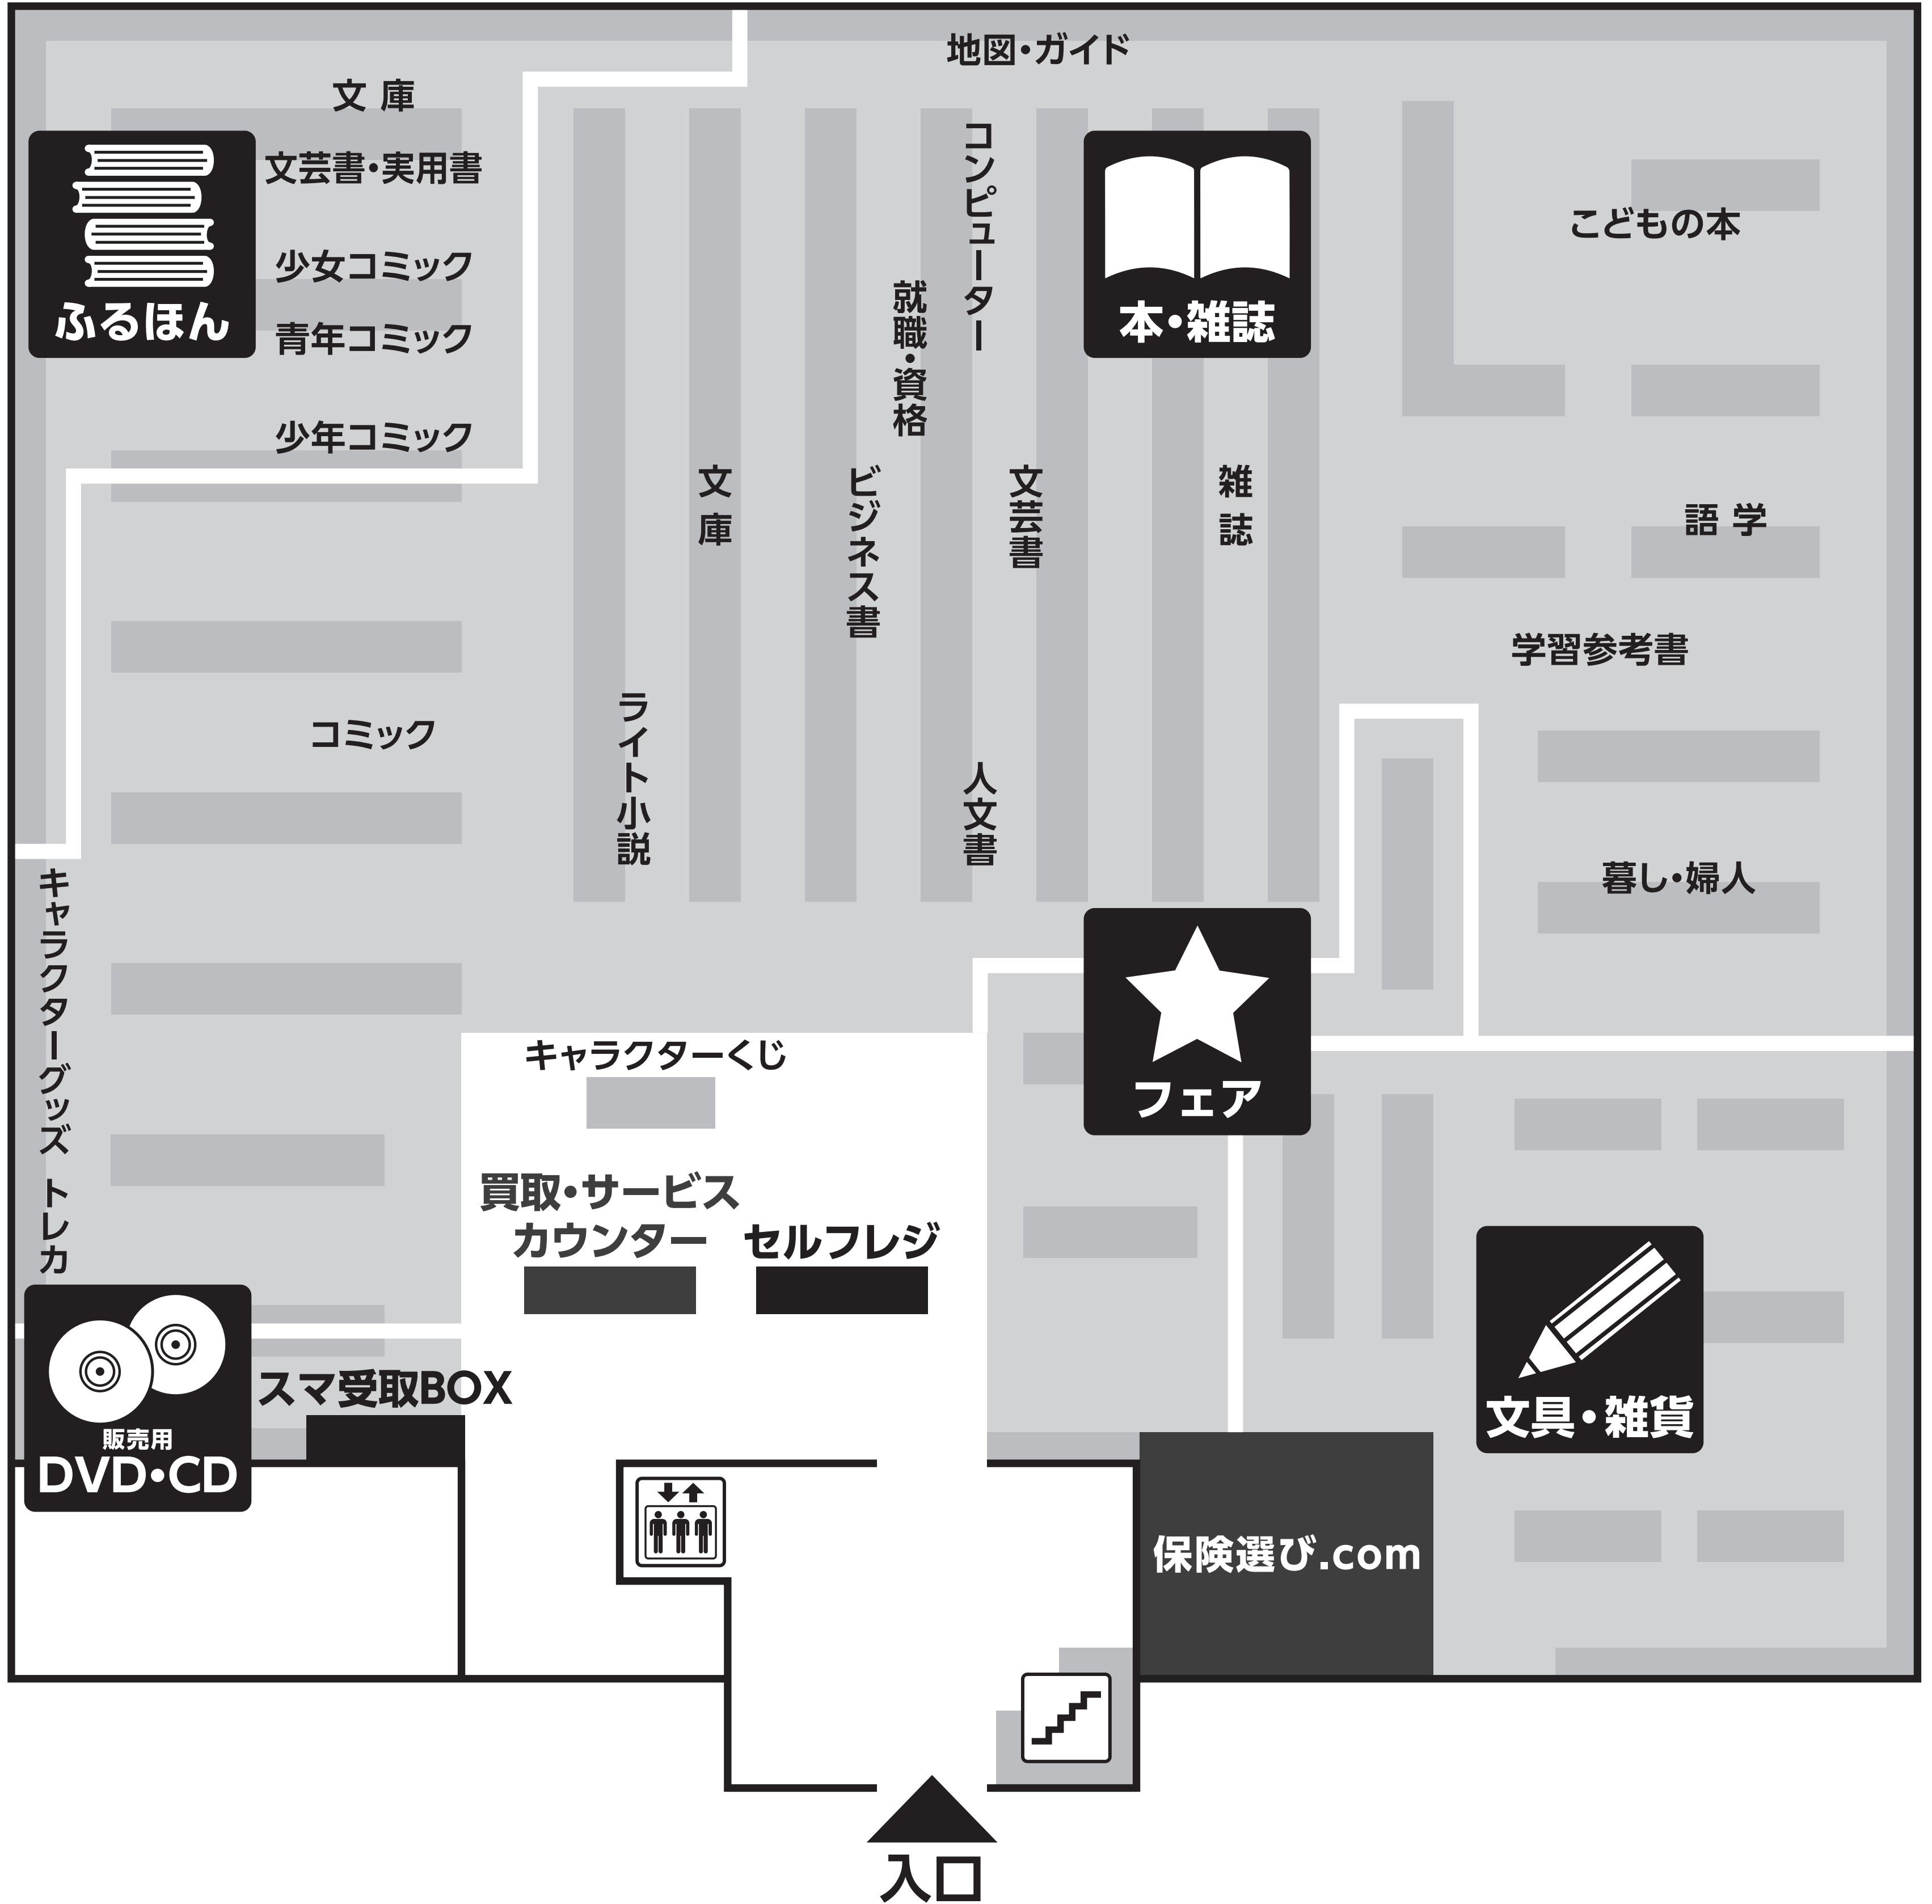 地図・ガイド
文庫
文芸書・実用書
少女コミック
青年コミック
少年コミック
ふるほん
コンピューター
就職・資格
本・雑誌
こどもの本
文庫
ビジネス書
文芸書
雑誌
語学
学習参考書
コミック
ライト小説
人文書
暮し・婦人
キャラクターグッズ トレカ
キャラクターくじ
フェア
買取・サービス
カウンター
セルフレジ
文具・雑貨
スマ受取BOX
販売用
DVD・CD
保険選び.com
入口